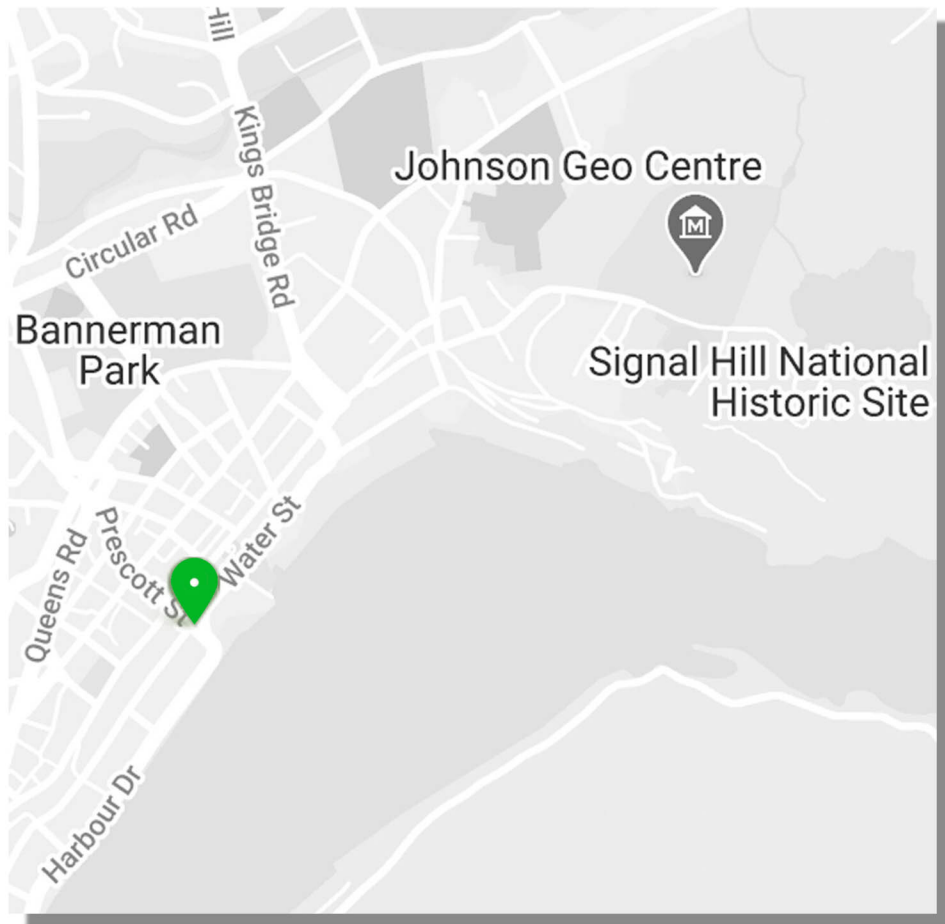 Hill
Kings Bridge Rd
Johnson Geo Centre
M
Circular Rd
Bannerman
Park
Signal Hill National
Historic Site
Water St
Prescott St
Queens Rd
Harbour Dr